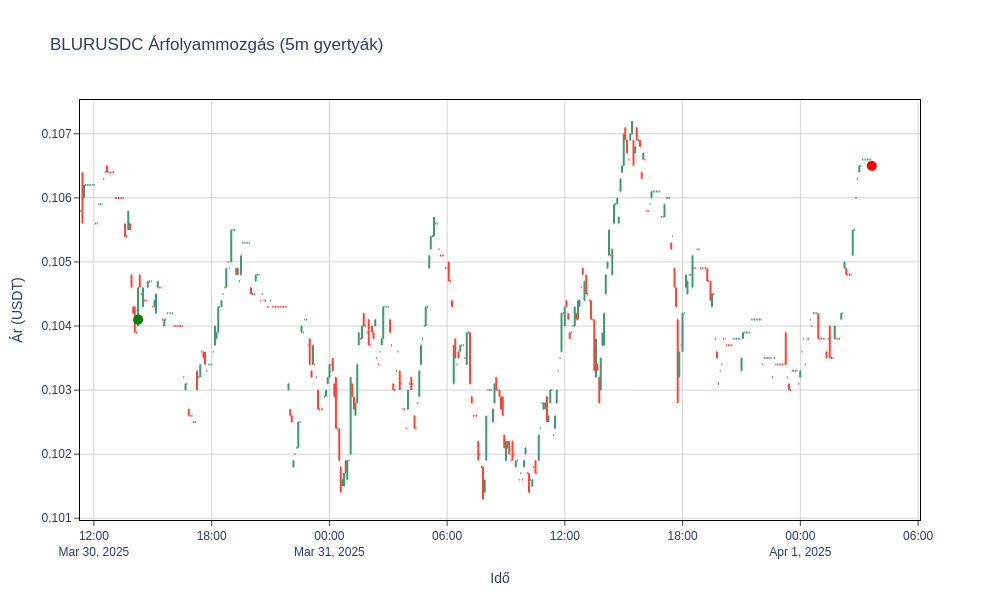 BLURUSDC Árfolyammozgás (5m gyertyák)
0.107
0.106
0.105
0.104
0.103
0.102
0.101
Ár (USDT)
12:00 18:00 00:00 06:00 12:00 18:00 00:00 06:00
Mar 30, 2025 Mar 31, 2025 Apr 1, 2025
Idő